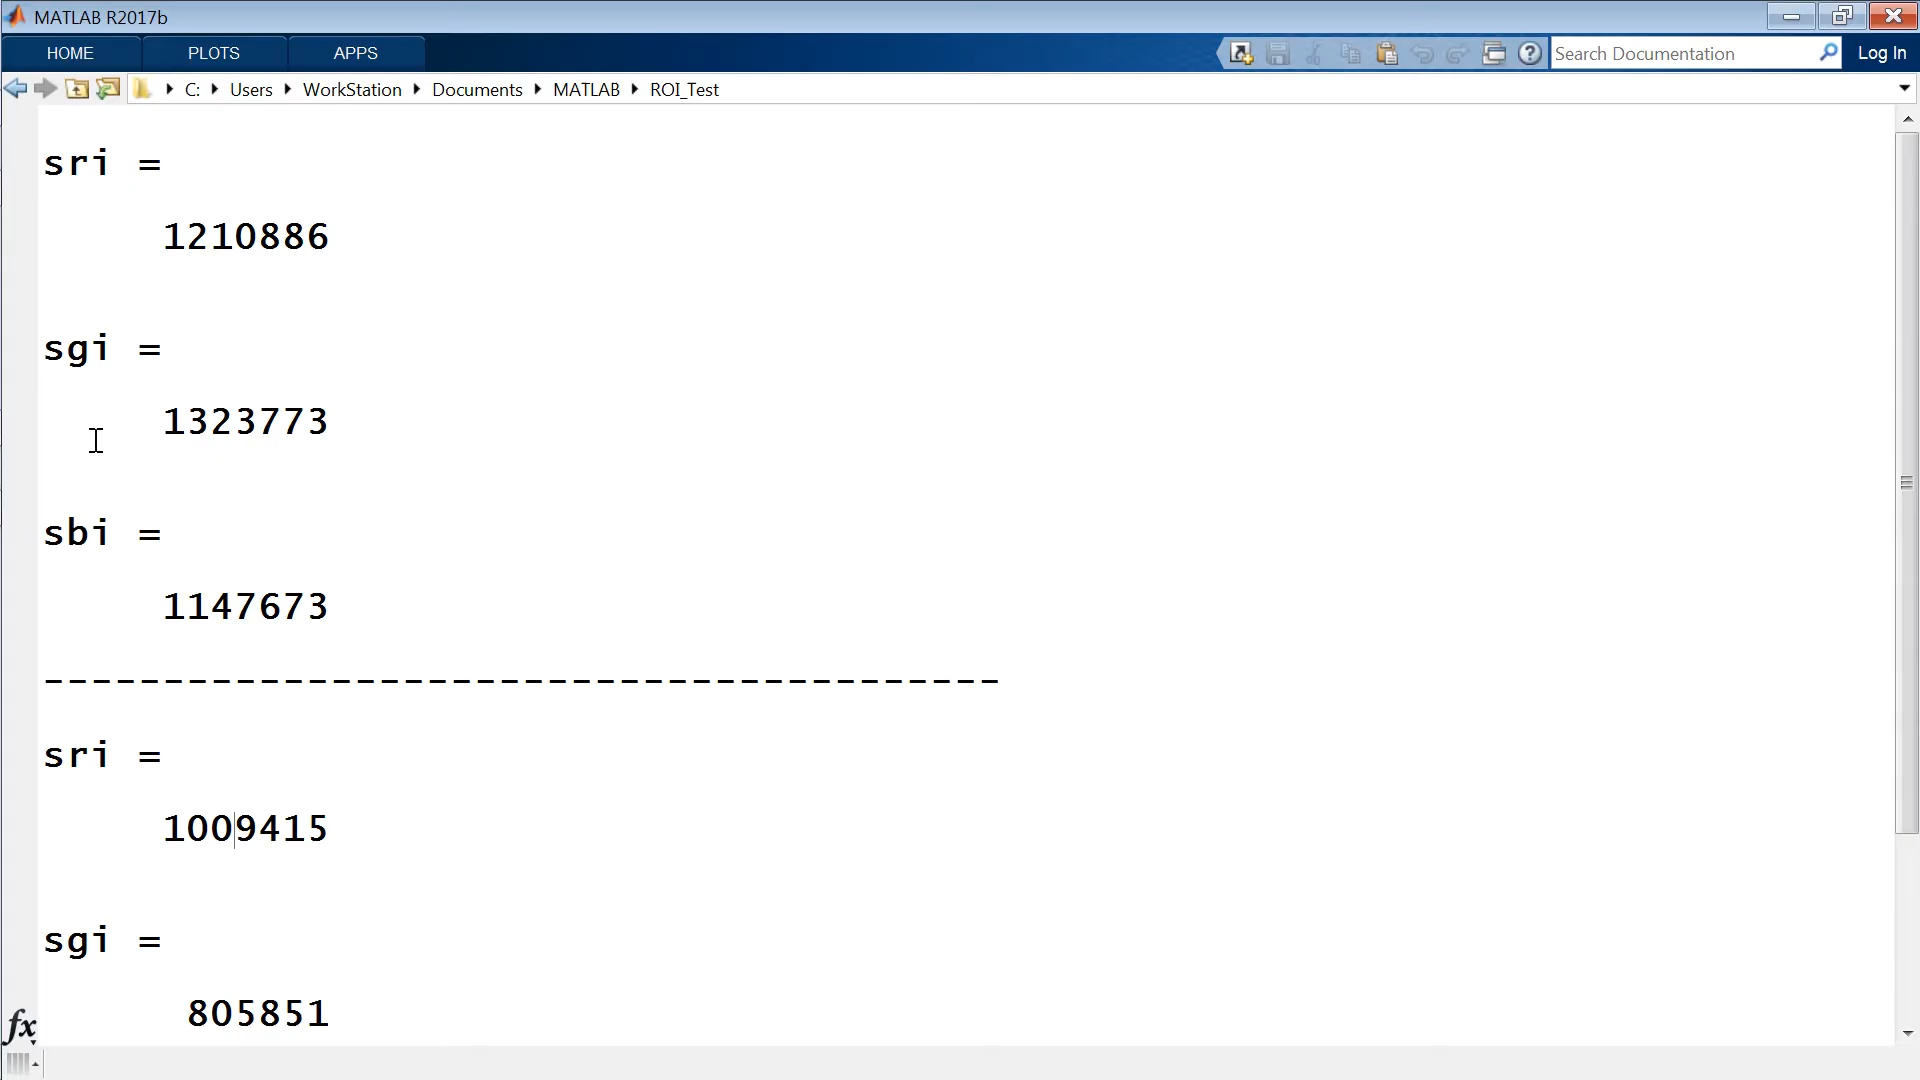 MATLAB R2017b
HOME PLOTS APPS Search Documentation Log In
C: Users WorkStation Documents MATLAB ROI_Test
sri =
1210886
sgi =
1323773
sbi =
1147673
----------------------------------------
sri =
1009415
sgi =
805851
fx